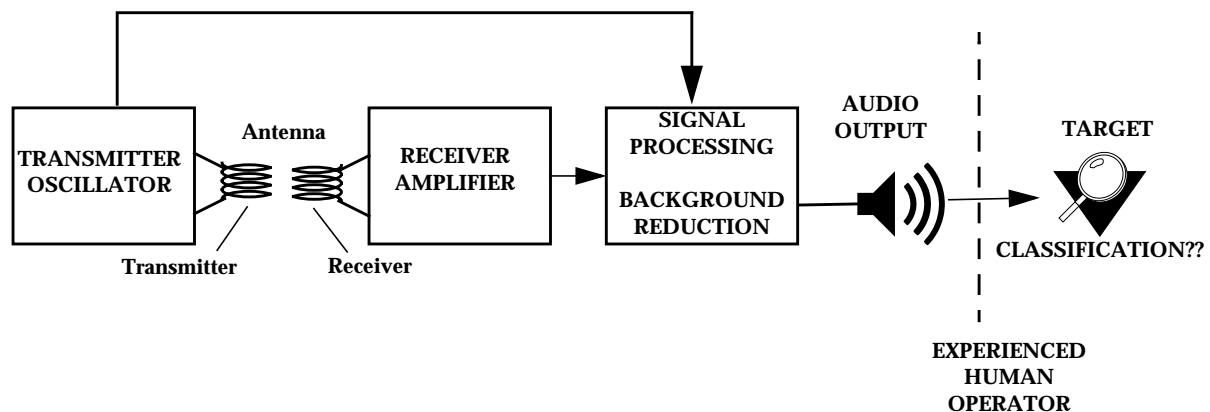 TRANSMITTER
OSCILLATOR
Antenna
Transmitter
Receiver
RECEIVER
AMPLIFIER
SIGNAL
PROCESSING
BACKGROUND
REDUCTION
AUDIO
OUTPUT
TARGET
CLASSIFICATION??
EXPERIENCED
HUMAN
OPERATOR